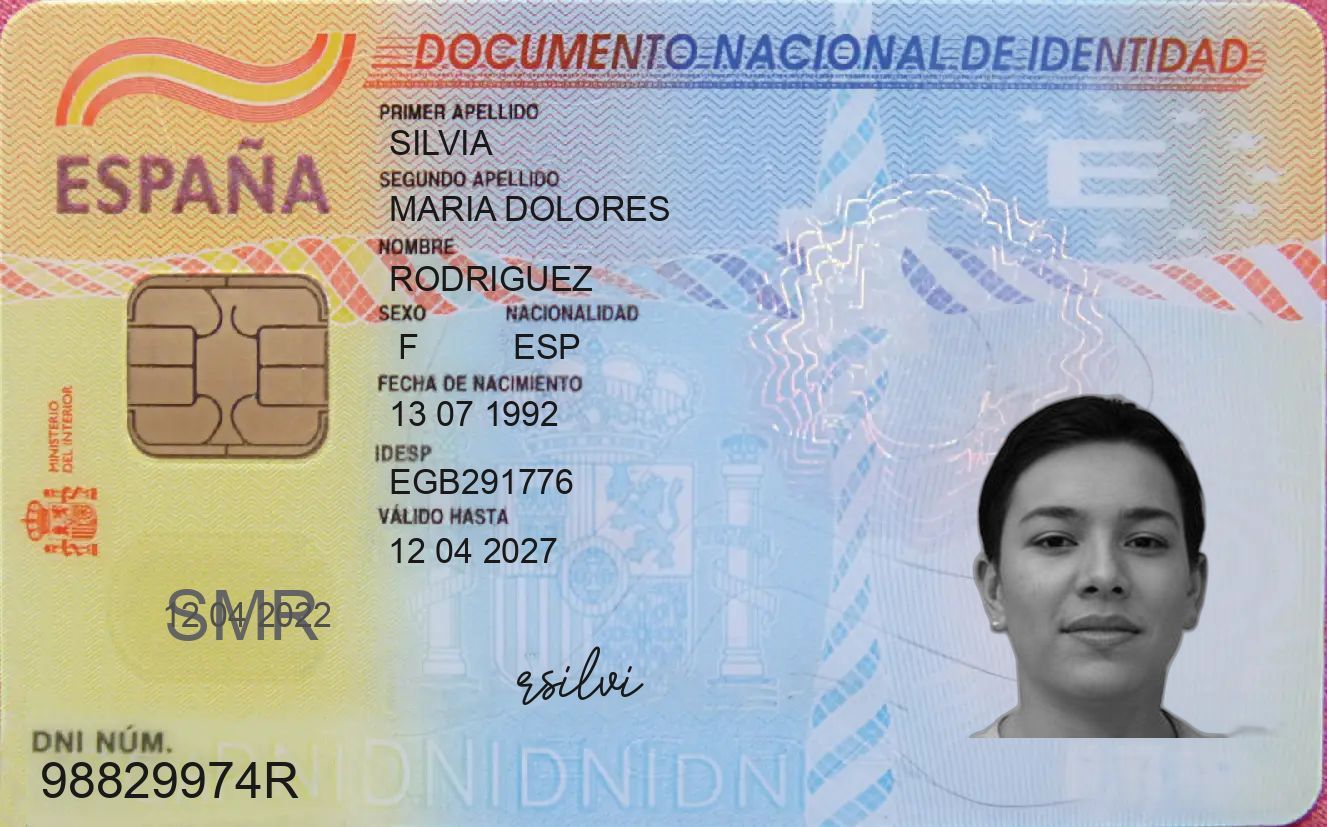 DOCUMENTO NACIONAL DE IDENTIDAD
ESPAÑA
PRIMER APELLIDO
SILVIA
SEGUNDO APELLIDO
MARIA DOLORES
NOMBRE
RODRIGUEZ
SEXO NACIONALIDAD
F ESP
FECHA DE NACIMIENTO
13 07 1992
IDESP
EGB291776
VÁLIDO HASTA
12 04 2027
MINISTERIO
DEL INTERIOR
E
SMR
12 04 2022
rsilvi
DNI NÚM.
98829974R
DNIDNIDNIDNI